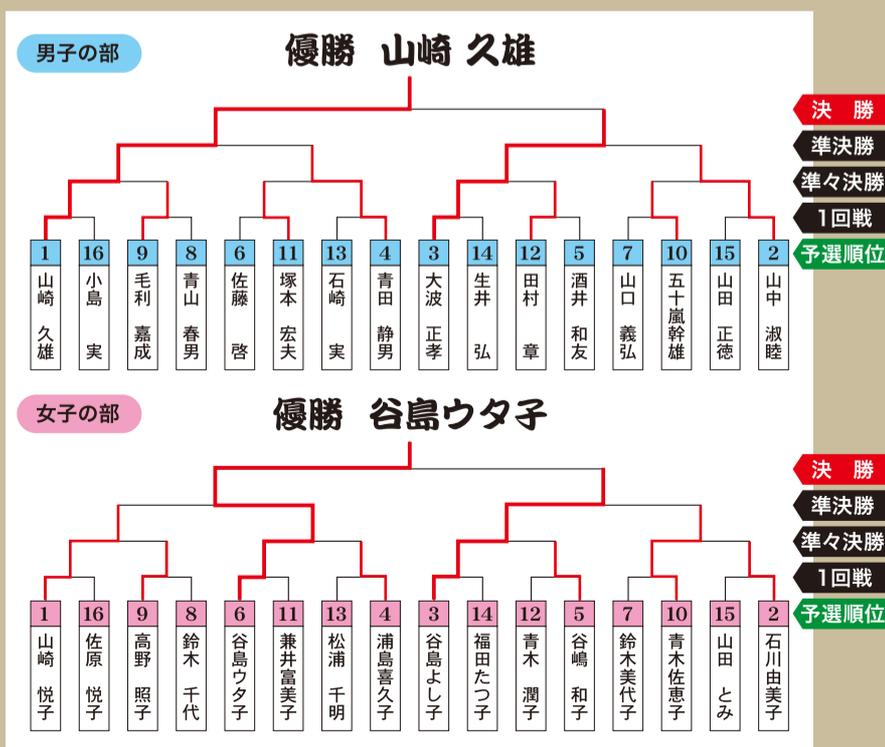 男子の部
優勝 山崎 久雄
決 勝
準決勝
準々決勝
1回戦
予選順位
1 16 9 8 6 11 13 4 3 14 12 5 7 10 15 2
山崎 久雄
小島 実
毛利 嘉成
青山 春男
佐藤 啓
塚本 宏夫
石崎 実
青田 静男
大波 正孝
生井 弘
田村 章
酒井 和友
山口 義弘
五十嵐幹雄
山田 正徳
山中 淑睦
女子の部
優勝 谷島ウタ子
決 勝
準決勝
準々決勝
1回戦
予選順位
1 16 9 8 6 11 13 4 3 14 12 5 7 10 15 2
山崎 悦子
佐原 悦子
高野 照子
鈴木 千代
谷島ウタ子
兼井富美子
松浦 千明
浦島喜久子
谷島よし子
福田たつ子
青木 潤子
谷嶋 和子
鈴木美代子
青木佐恵子
山田 とみ
石川由美子